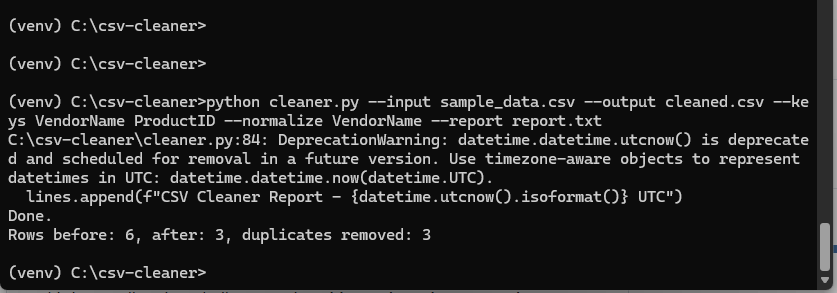 (venv) C:\csv-cleaner>
(venv) C:\csv-cleaner>
(venv) C:\csv-cleaner>python cleaner.py --input sample_data.csv --output cleaned.csv --ke
ys VendorName ProductID --normalize VendorName --report report.txt
C:\csv-cleaner\cleaner.py:84: DeprecationWarning: datetime.datetime.utcnow() is deprecate
d and scheduled for removal in a future version. Use timezone-aware objects to represent
datetimes in UTC: datetime.datetime.now(datetime.UTC).
  lines.append(f"CSV Cleaner Report - {datetime.utcnow().isoformat()} UTC")
Done.
Rows before: 6, after: 3, duplicates removed: 3
(venv) C:\csv-cleaner>